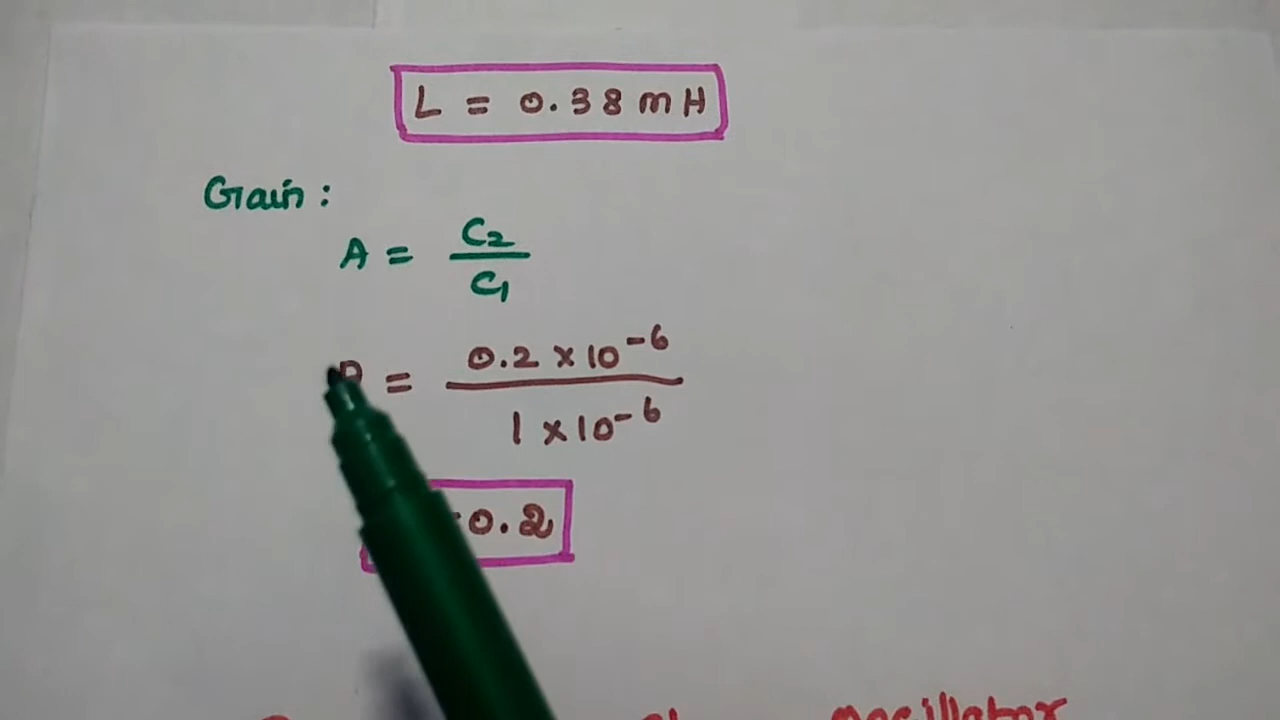 L = 0.38 mH
Gain :
A = C2
C1
= 0.2 × 10-6
1 × 10-6
0.2
oscillator